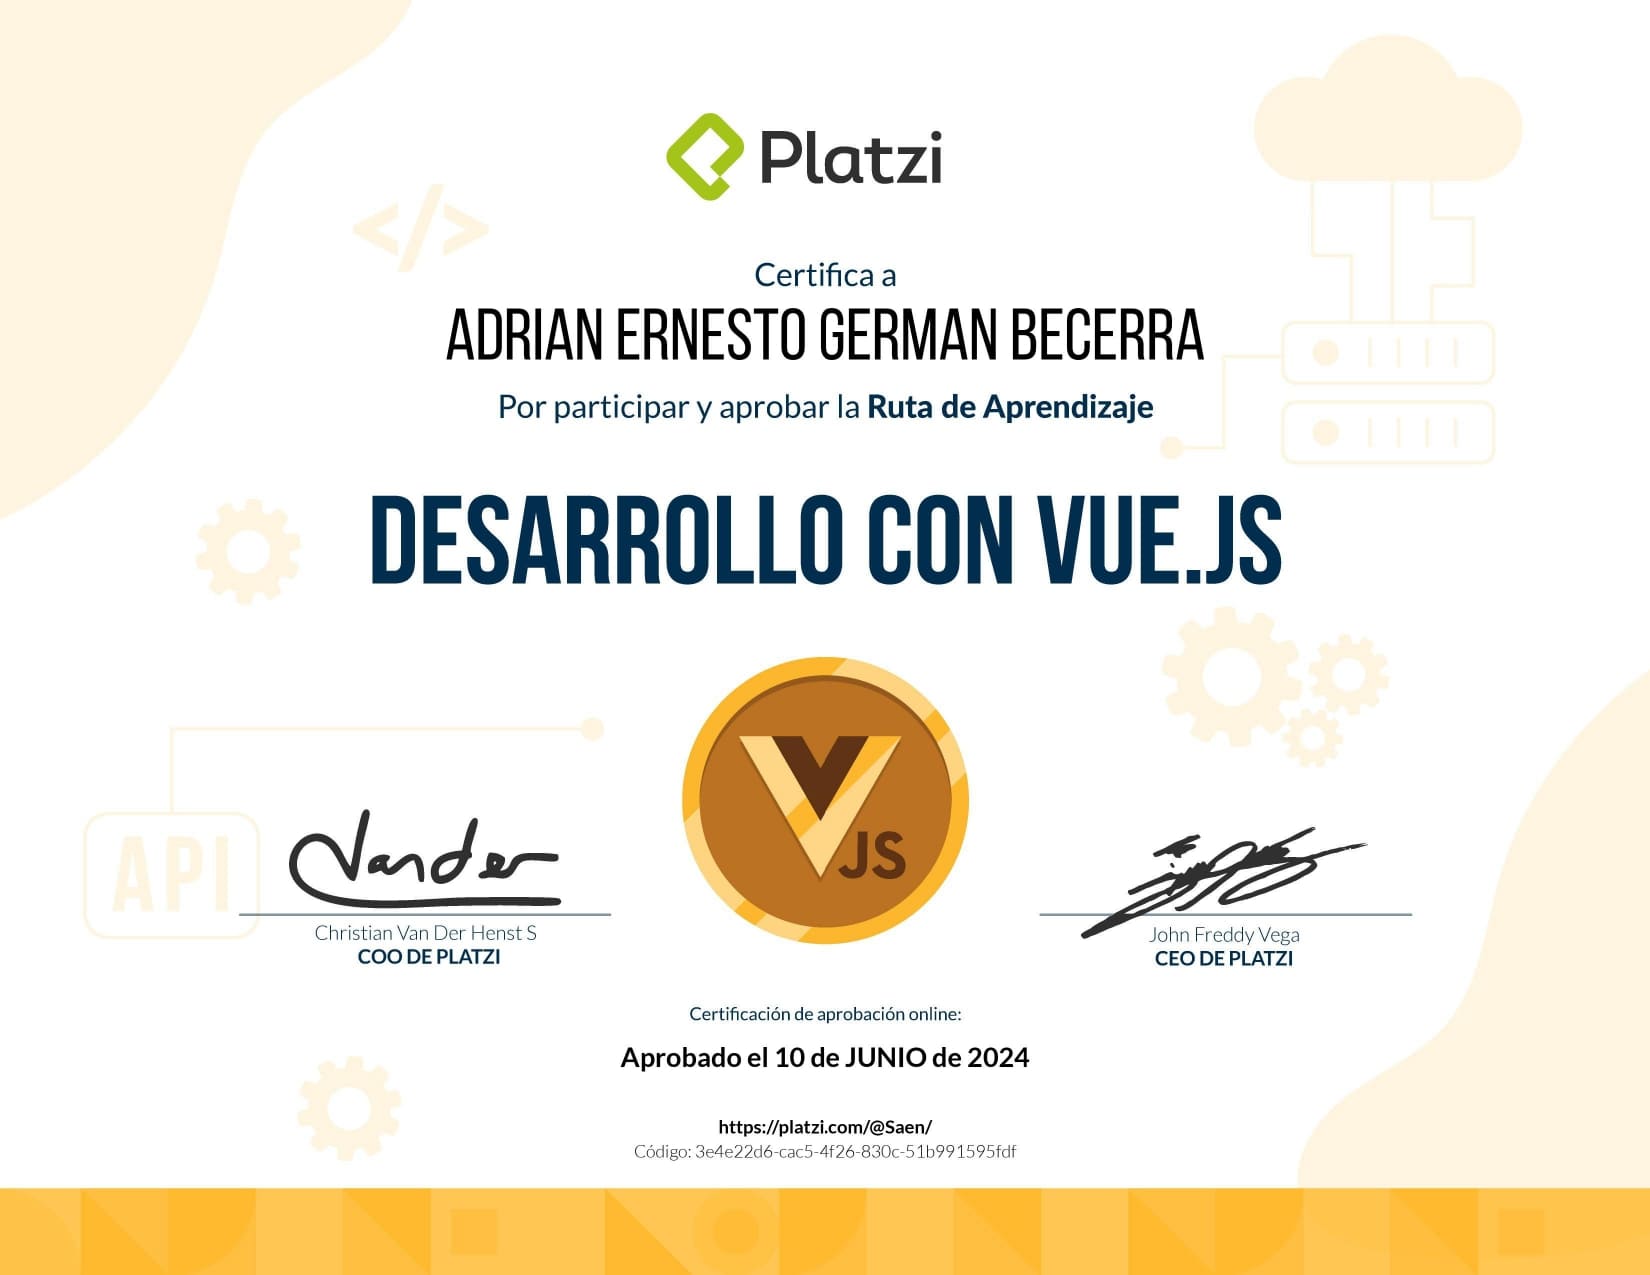 Platzi
Certifica a
ADRIAN ERNESTO GERMAN BECERRA
Por participar y aprobar la Ruta de Aprendizaje
DESARROLLO CON VUE.JS
</>
API
JS
Vander
Christian Van Der Henst S
COO DE PLATZI
John Freddy Vega
CEO DE PLATZI
Certificación de aprobación online:
Aprobado el 10 de JUNIO de 2024
https://platzi.com/@Saen/
Código: 3e4e22d6-cac5-4f26-830c-51b991595fdf